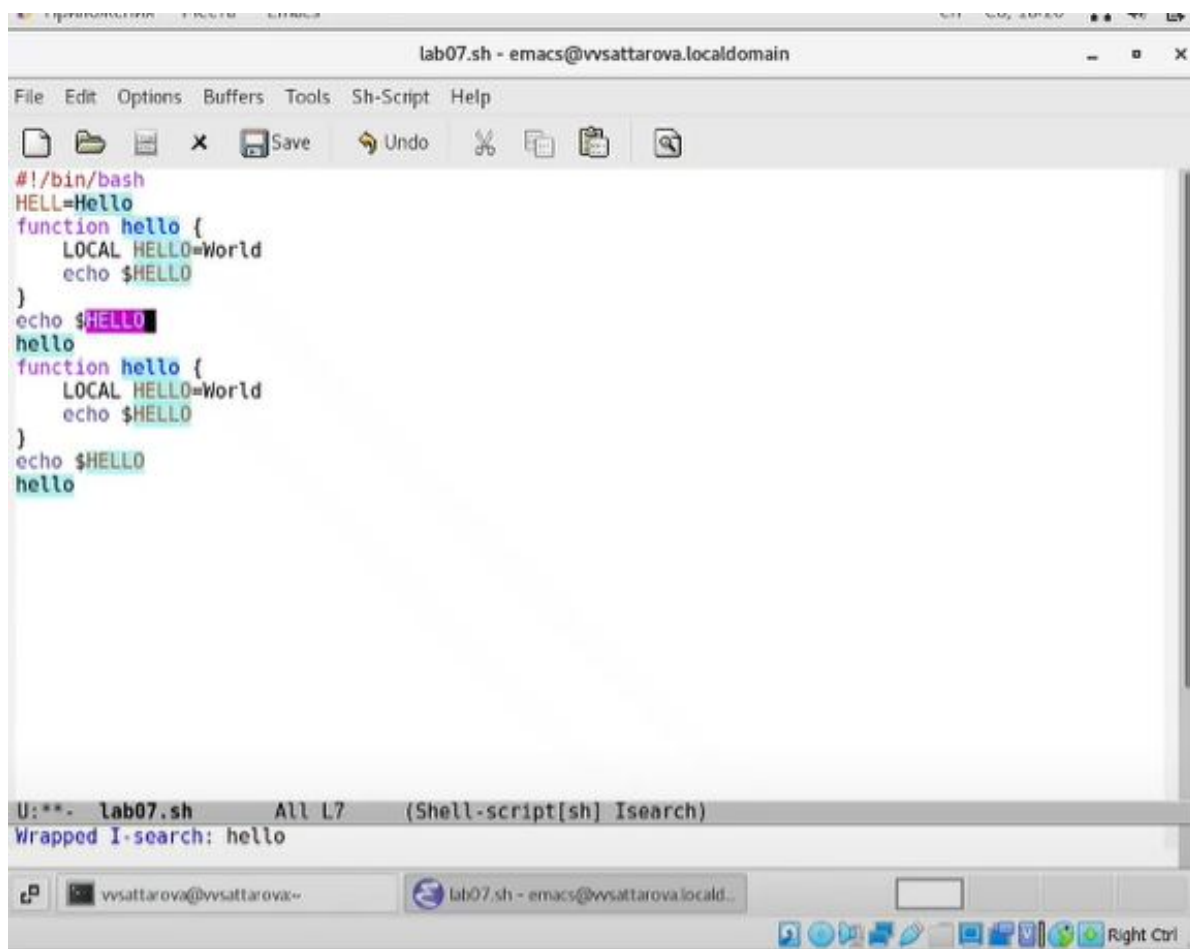 lab07.sh - emacs@vvsattarova.localdomain
File Edit Options Buffers Tools Sh-Script Help
Save Undo
#!/bin/bash
HELL=Hello
function hello {
LOCAL HELLO=World
echo $HELLO
}
echo $HELLO
hello
function hello {
LOCAL HELLO=World
echo $HELLO
}
echo $HELLO
hello
U:**- lab07.sh All L7 (Shell-script[sh] Isearch)
Wrapped I-search: hello
vvsattarova@vvsattarova:~ lab07.sh - emacs@vvsattarova.locald...
Right Ctrl